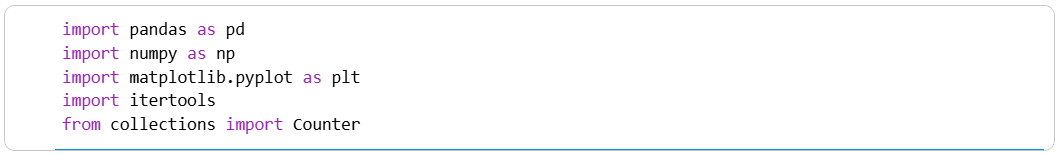 import pandas as pd
import numpy as np
import matplotlib.pyplot as plt
import itertools
from collections import Counter